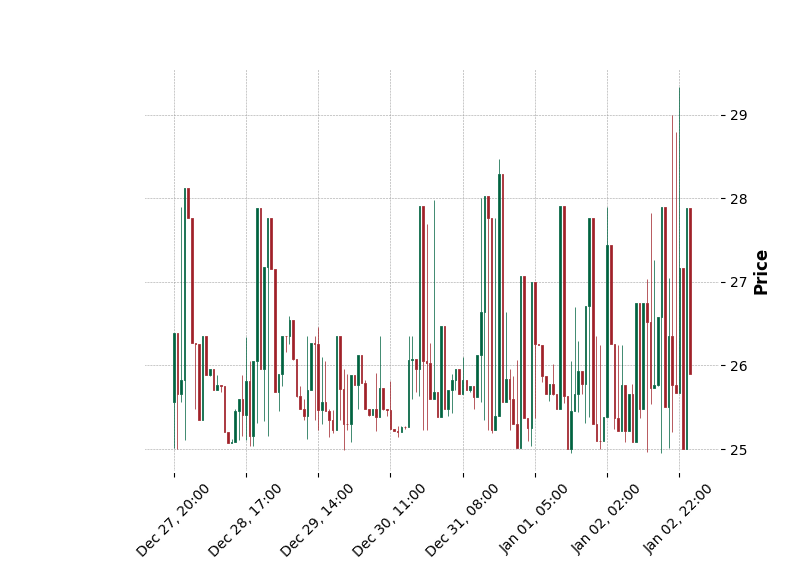 29
28
27
26
25
Price
Dec 27, 20:00
Dec 28, 17:00
Dec 29, 14:00
Dec 30, 11:00
Dec 31, 08:00
Jan 01, 05:00
Jan 02, 02:00
Jan 02, 22:00